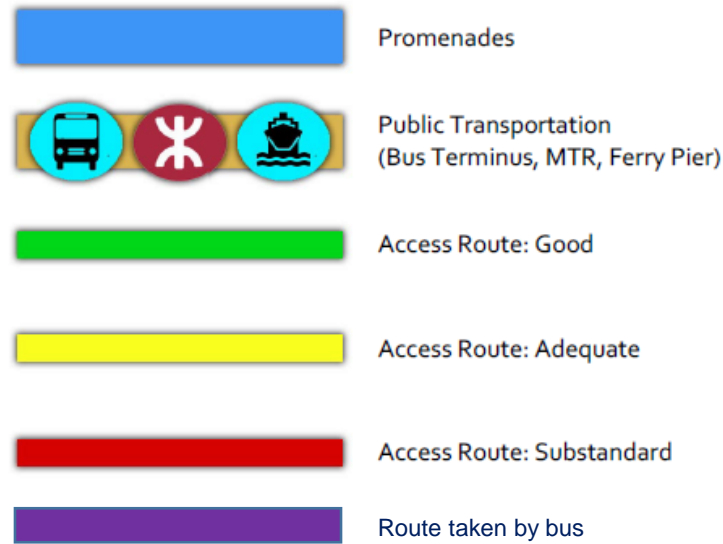 Promenades
Public Transportation
(Bus Terminus, MTR, Ferry Pier)
Access Route: Good
Access Route: Adequate
Access Route: Substandard
Route taken by bus